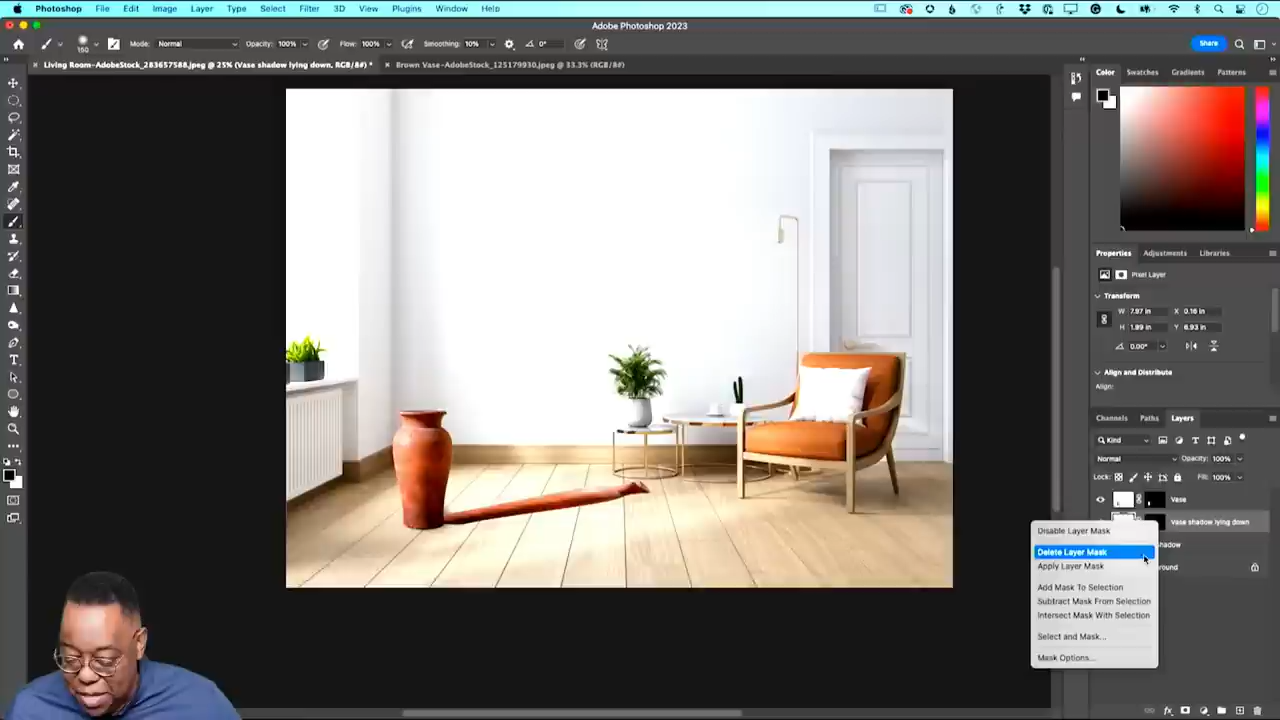 Photoshop File Edit Image Layer Type Select Filter 3D View Plugins Window Help
Adobe Photoshop 2023
150 Mode: Normal Opacity: 100% Flow: 100% Smoothing: 10% 0° Share
Living Room-AdobeStock_283657588.jpeg @ 25% (Vase shadow lying down, RGB/8#) * Brown Vase-AdobeStock_125179930.jpeg @ 33.3% (RGB/8#)
Color Swatches Gradients Patterns
Properties Adjustments Libraries
Pixel Layer
Transform
W 7.97 in X 0.16 in
H 1.99 in Y 6.93 in
0.00°
Align and Distribute
Align:
Channels Paths Layers
Kind
Normal Opacity: 100%
Lock: Fill: 100%
Vase
Vase shadow lying down
Disable Layer Mask
Delete Layer Mask
Apply Layer Mask
Add Mask To Selection
Subtract Mask From Selection
Intersect Mask With Selection
Select and Mask...
Mask Options...
hadow
round